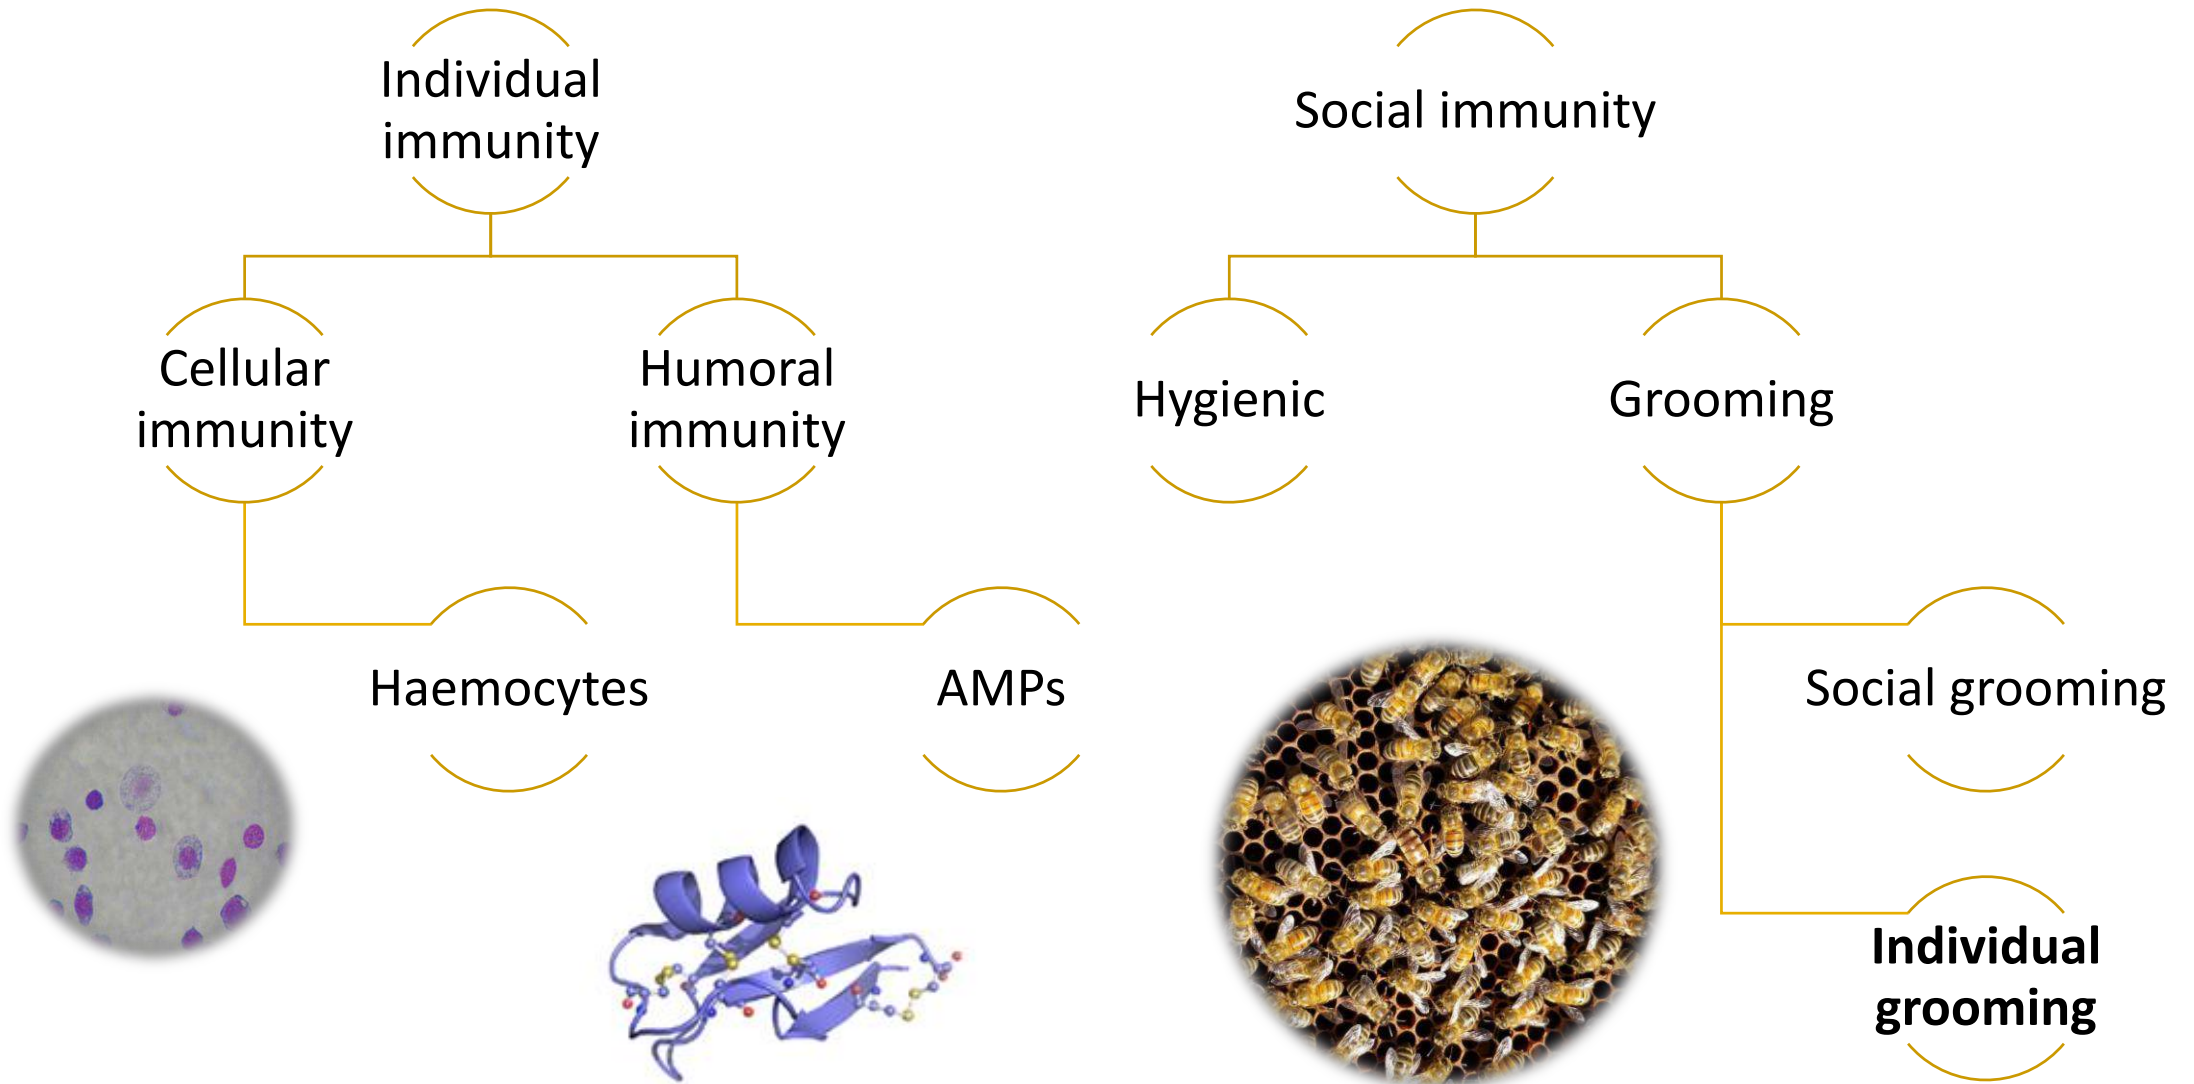 Individual
immunity
Cellular
immunity
Humoral
immunity
Haemocytes
AMPs
Social immunity
Hygienic
Grooming
Social grooming
Individual
grooming